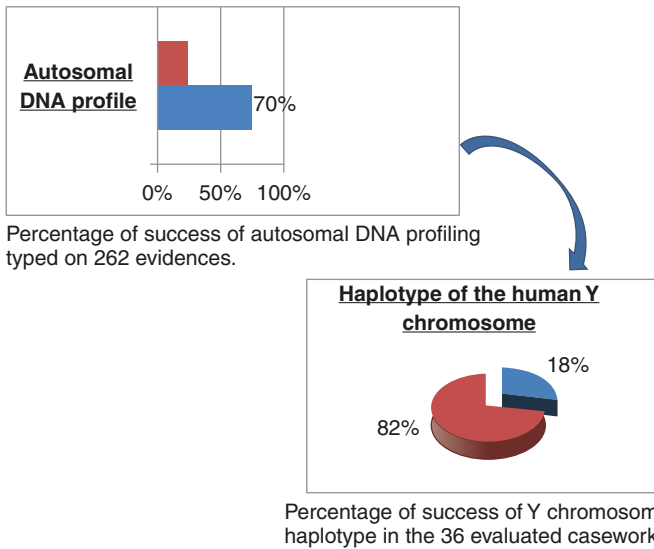 Autosomal
DNA profile
70%
0% 50% 100%
Percentage of success of autosomal DNA profiling
typed on 262 evidences.
Haplotype of the human Y
chromosome
18%
82%
Percentage of success of Y chromosom
haplotype in the 36 evaluated casework